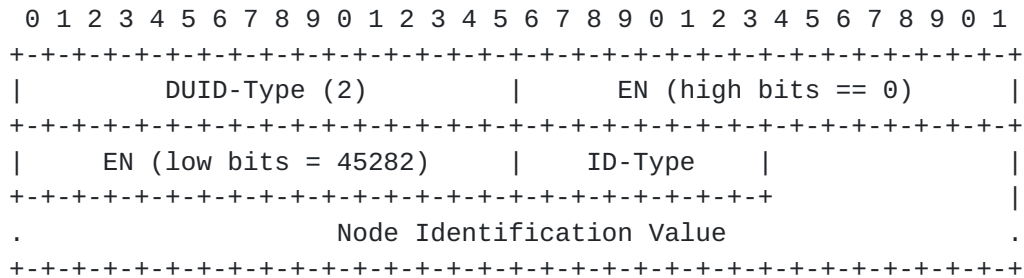 0 1 2 3 4 5 6 7 8 9 0 1 2 3 4 5 6 7 8 9 0 1 2 3 4 5 6 7 8 9 0 1
+-+-+-+-+-+-+-+-+-+-+-+-+-+-+-+-+-+-+-+-+-+-+-+-+-+-+-+-+-+-+-+-+
|         DUID-Type (2)         |      EN (high bits == 0)      |
+-+-+-+-+-+-+-+-+-+-+-+-+-+-+-+-+-+-+-+-+-+-+-+-+-+-+-+-+-+-+-+-+
|     EN (low bits = 45282)     |    ID-Type    |               |
+-+-+-+-+-+-+-+-+-+-+-+-+-+-+-+-+-+-+-+-+-+-+-+-+               |
.                    Node Identification Value                  .
+-+-+-+-+-+-+-+-+-+-+-+-+-+-+-+-+-+-+-+-+-+-+-+-+-+-+-+-+-+-+-+-+